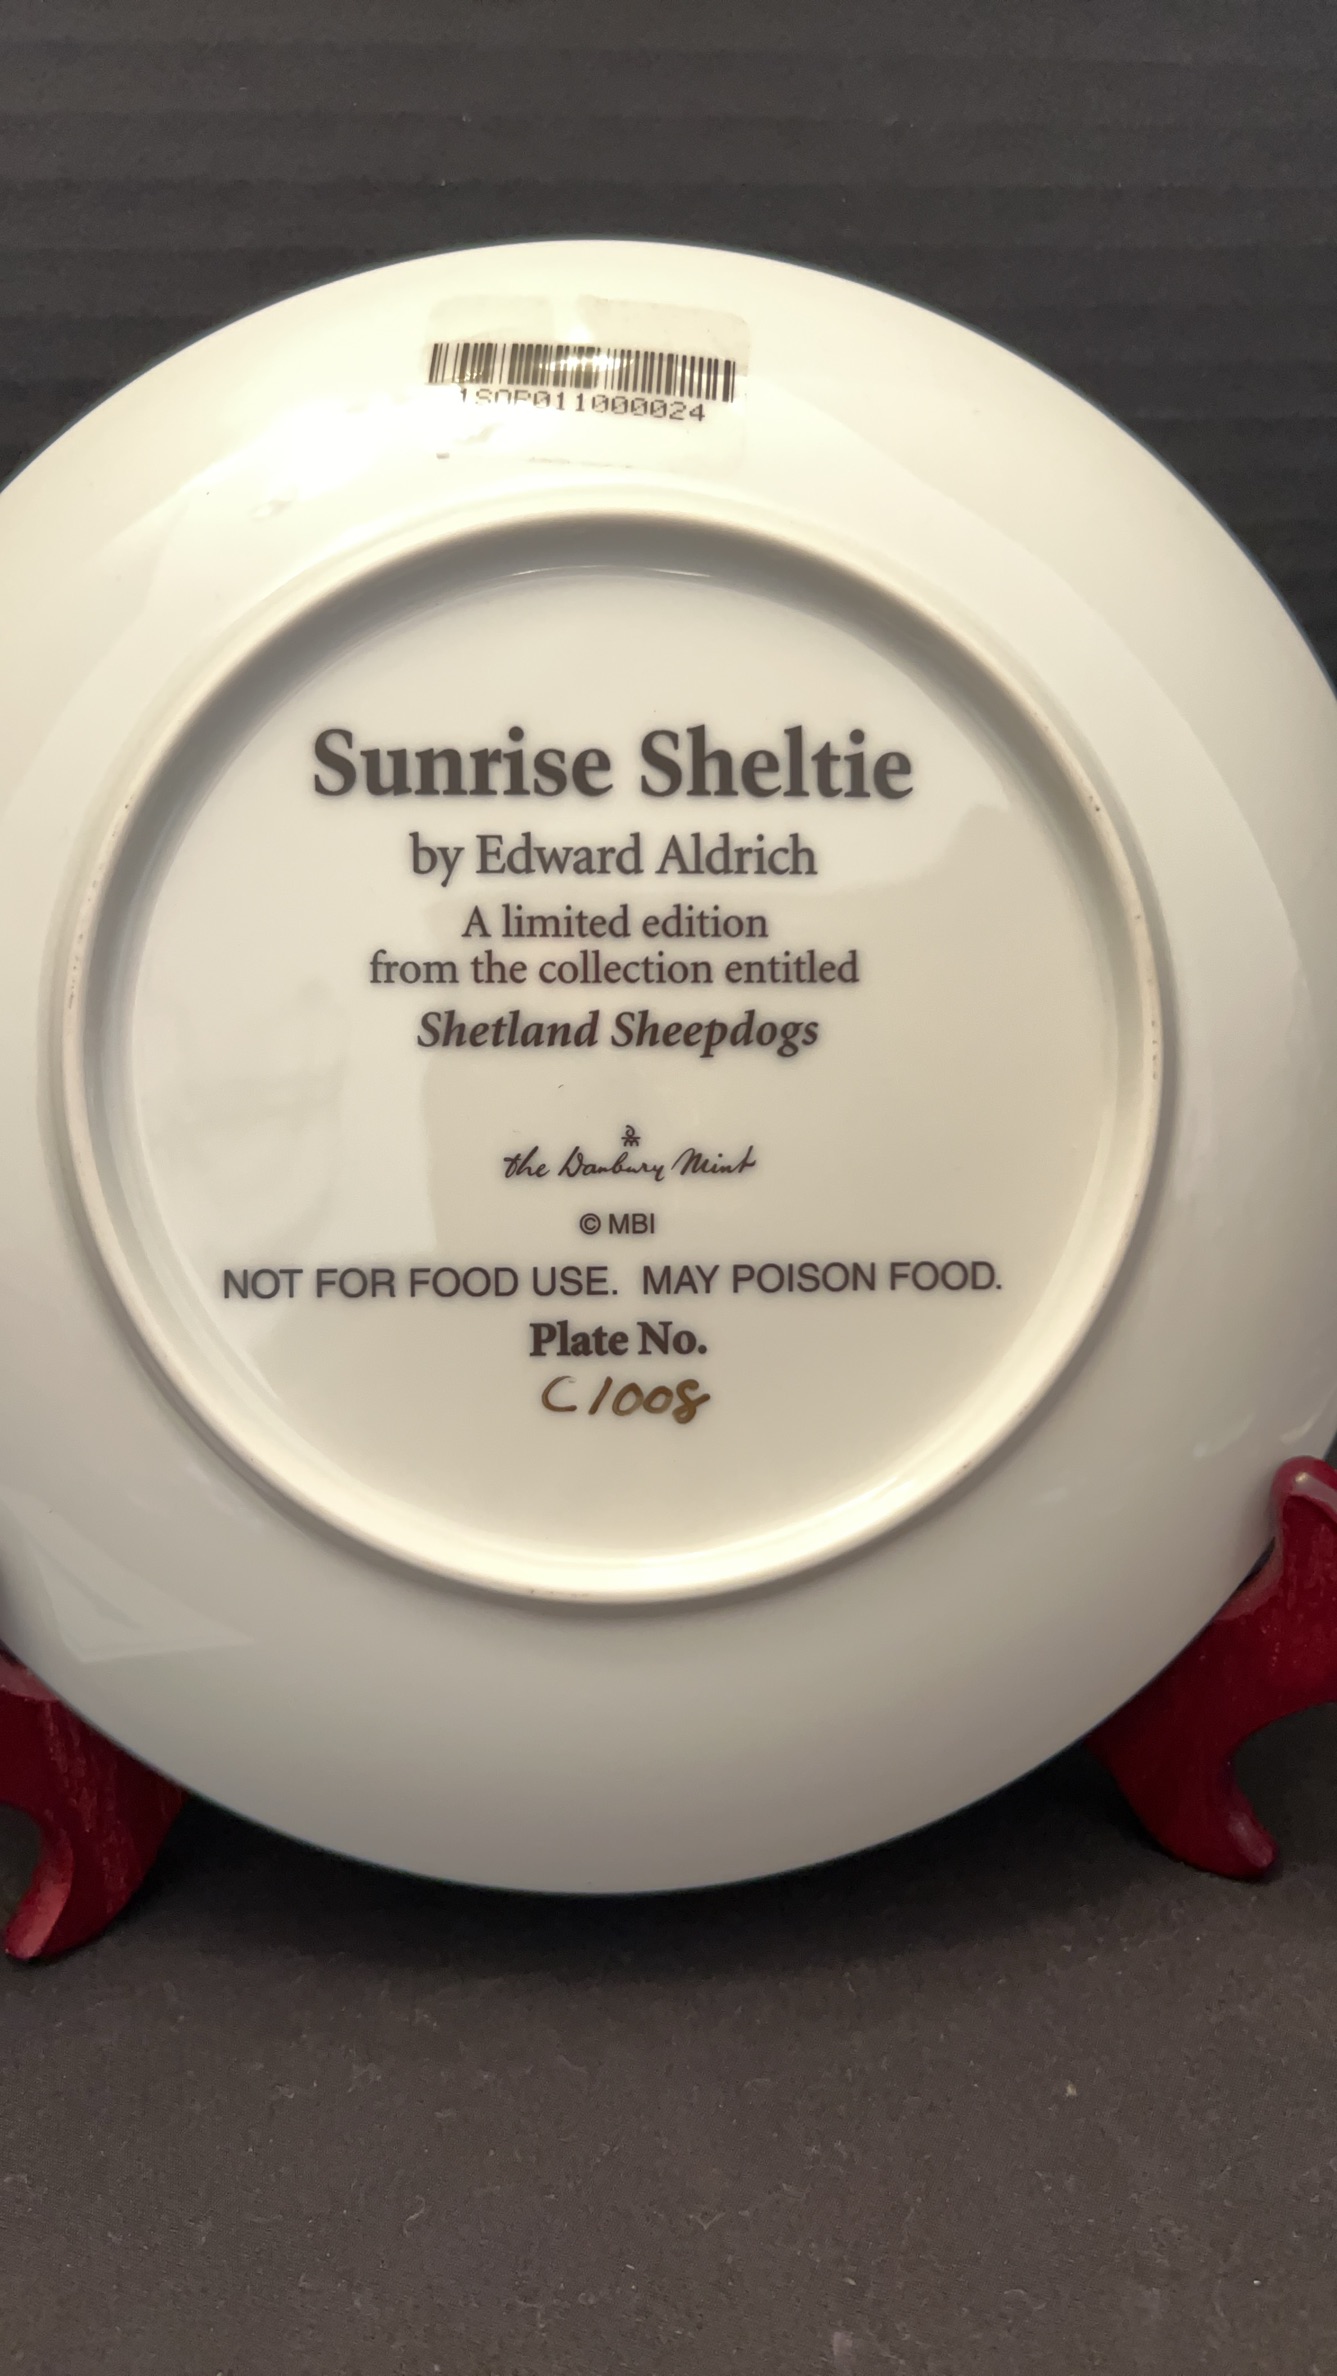 011000024
Sunrise Sheltie
by Edward Aldrich
A limited edition
from the collection entitled
Shetland Sheepdogs
the Danbury Mint
© MBI
NOT FOR FOOD USE. MAY POISON FOOD.
Plate No.
C1008